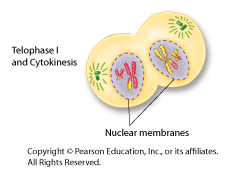 Telophase I
and Cytokinesis
Nuclear membranes
Copyright © Pearson Education, Inc., or its affiliates.
All Rights Reserved.